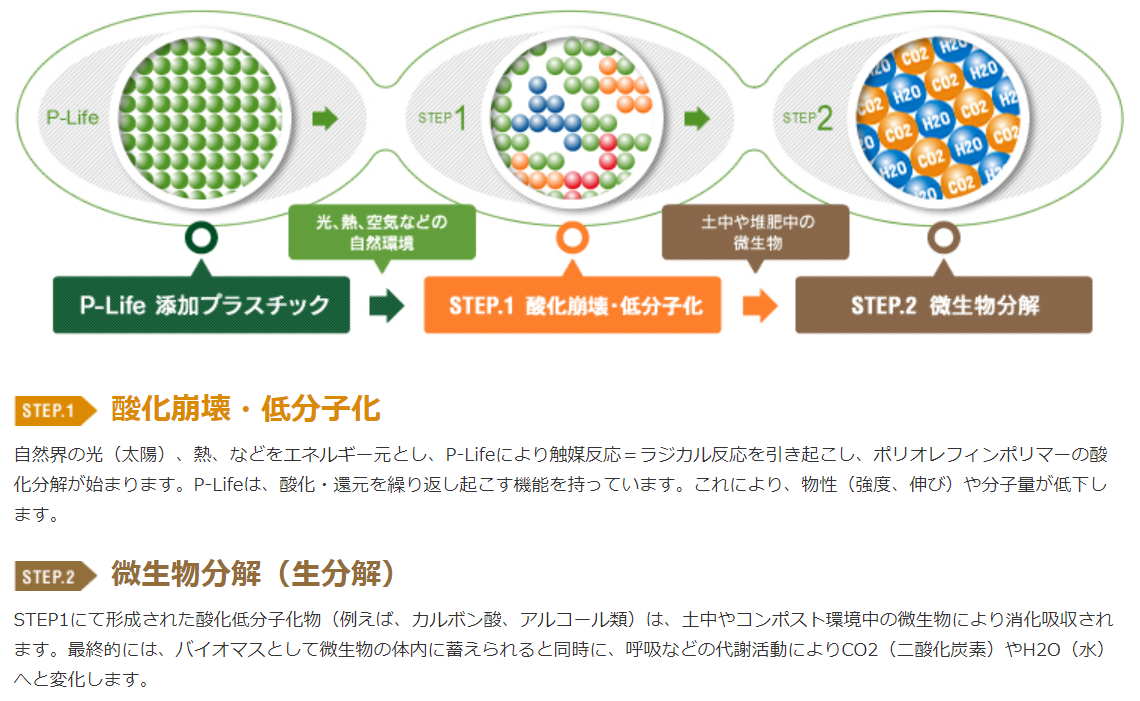 P-Life
STEP1
STEP2
CO2 H2O
H2O CO2 H2O
CO2 H2O CO2 H2
CO2 H2O CO2
H2O CO2 H2O
H2O CO2 H
H2O CO2
光、熱、空気などの
自然環境
土中や堆肥中の
微生物
P-Life 添加プラスチック
STEP.1 酸化崩壊・低分子化
STEP.2 微生物分解
STEP.1 酸化崩壊・低分子化
自然界の光（太陽）、熱、などをエネルギー元とし、P-Lifeにより触媒反応＝ラジカル反応を引き起こし、ポリオレフィンポリマーの酸
化分解が始まります。P-Lifeは、酸化・還元を繰り返し起こす機能を持っています。これにより、物性（強度、伸び）や分子量が低下し
ます。
STEP.2 微生物分解（生分解）
STEP1にて形成された酸化低分子化物（例えば、カルボン酸、アルコール類）は、土中やコンポスト環境中の微生物により消化吸収され
ます。最終的には、バイオマスとして微生物の体内に蓄えられると同時に、呼吸などの代謝活動によりCO2（二酸化炭素）やH2O（水）
へと変化します。